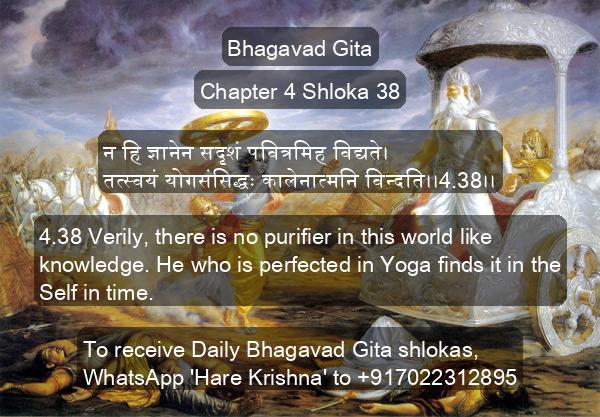 Bhagavad Gita
Chapter 4 Shloka 38
न हि ज्ञानेन सदृशं पवित्रमिह विद्यते।
तत्स्वयं योगसंसिद्धः कालेनात्मनि विन्दति।।4.38।।
4.38 Verily, there is no purifier in this world like
knowledge. He who is perfected in Yoga finds it in the
Self in time.
To receive Daily Bhagavad Gita shlokas,
WhatsApp 'Hare Krishna' to +917022312895